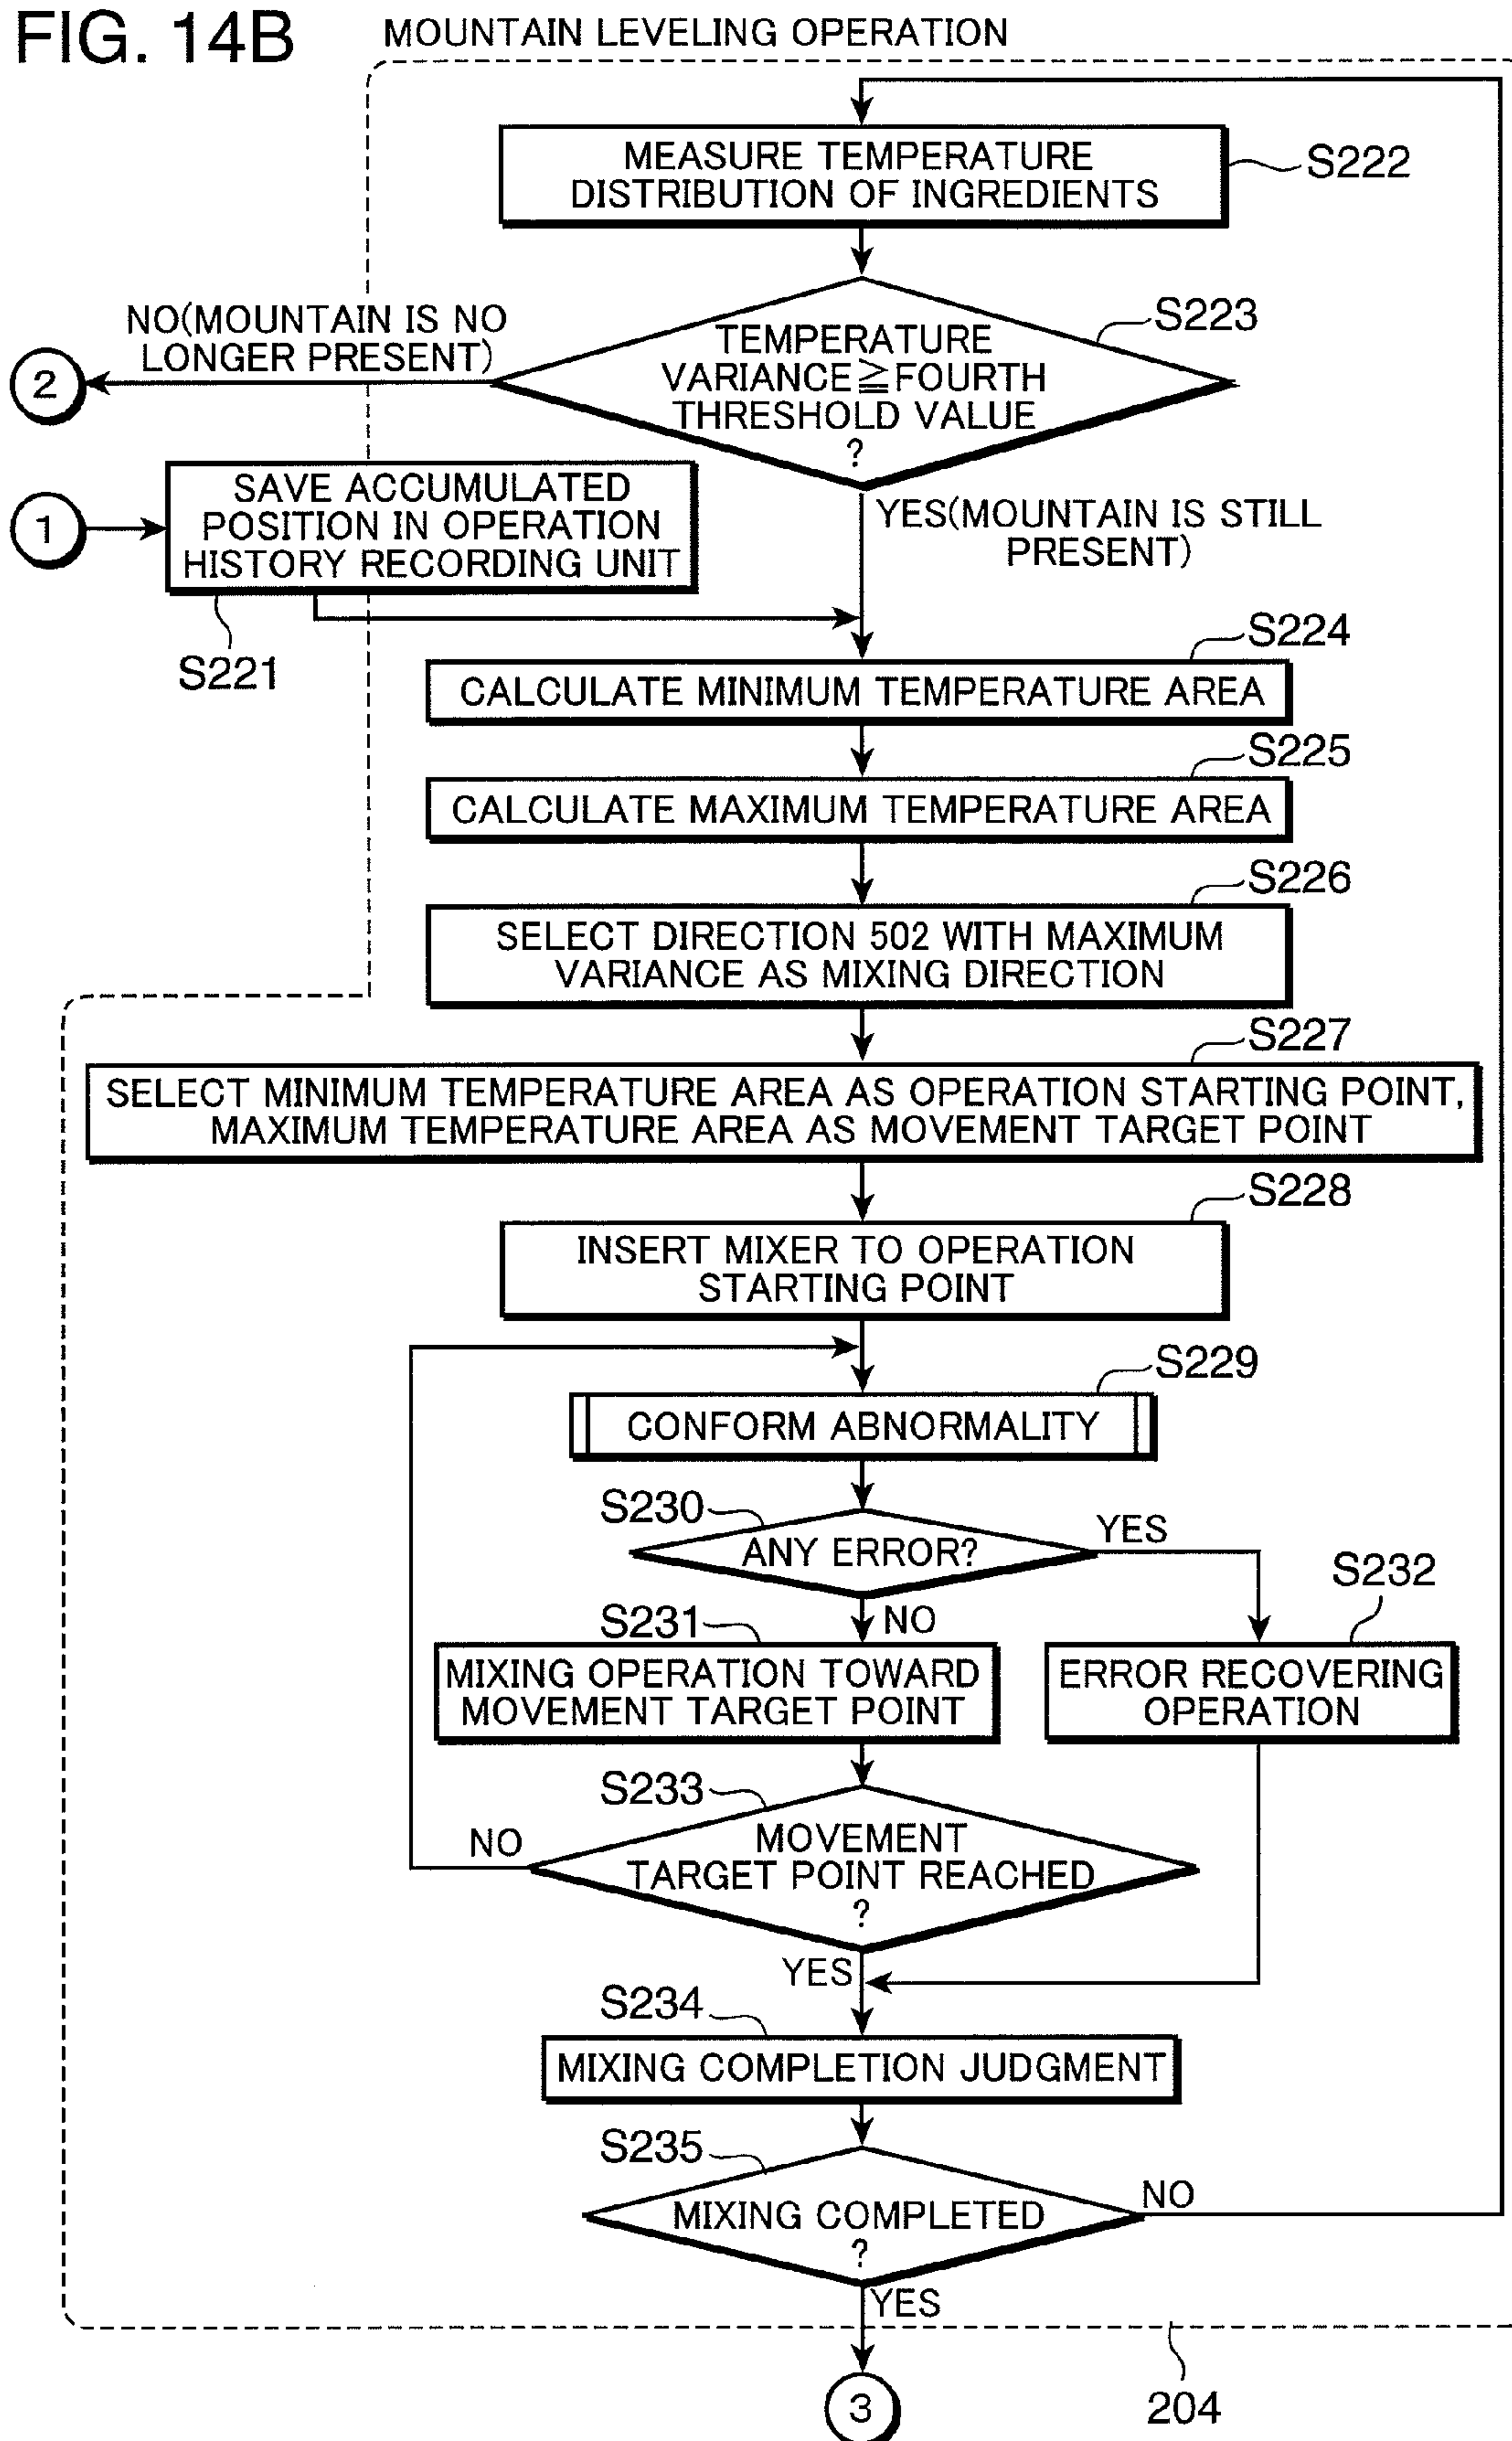 FIG. 14B
MOUNTAIN LEVELING OPERATION
MEASURE TEMPERATURE
DISTRIBUTION OF INGREDIENTS
S222
NO(MOUNTAIN IS NO
LONGER PRESENT)
2
TEMPERATURE
VARIANCE≧FOURTH
THRESHOLD VALUE
?
S223
1
SAVE ACCUMULATED
POSITION IN OPERATION
HISTORY RECORDING UNIT
S221
YES(MOUNTAIN IS STILL
PRESENT)
S224
CALCULATE MINIMUM TEMPERATURE AREA
S225
CALCULATE MAXIMUM TEMPERATURE AREA
S226
SELECT DIRECTION 502 WITH MAXIMUM
VARIANCE AS MIXING DIRECTION
S227
SELECT MINIMUM TEMPERATURE AREA AS OPERATION STARTING POINT,
MAXIMUM TEMPERATURE AREA AS MOVEMENT TARGET POINT
S228
INSERT MIXER TO OPERATION
STARTING POINT
S229
CONFORM ABNORMALITY
S230
ANY ERROR?
YES
NO
S231
MIXING OPERATION TOWARD
MOVEMENT TARGET POINT
S232
ERROR RECOVERING
OPERATION
S233
MOVEMENT
TARGET POINT REACHED
?
NO
YES
S234
MIXING COMPLETION JUDGMENT
S235
MIXING COMPLETED
?
NO
YES
3
204